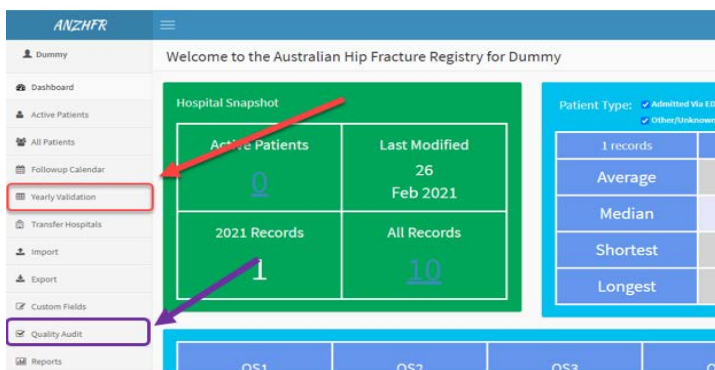 ANZHFR
Dummy
Welcome to the Australian Hip Fracture Registry for Dummy
Dashboard
Active Patients
All Patients
Followup Calendar
Yearly Validation
Transfer Hospitals
Import
Export
Custom Fields
Quality Audit
Reports
Hospital Snapshot
Active Patients
0
Last Modified
26
Feb 2021
2021 Records
1
All Records
10
Patient Type: Admitted Via ED
Other/Unknown
1 records
Average
Median
Shortest
Longest
QS1 QS2 QS3